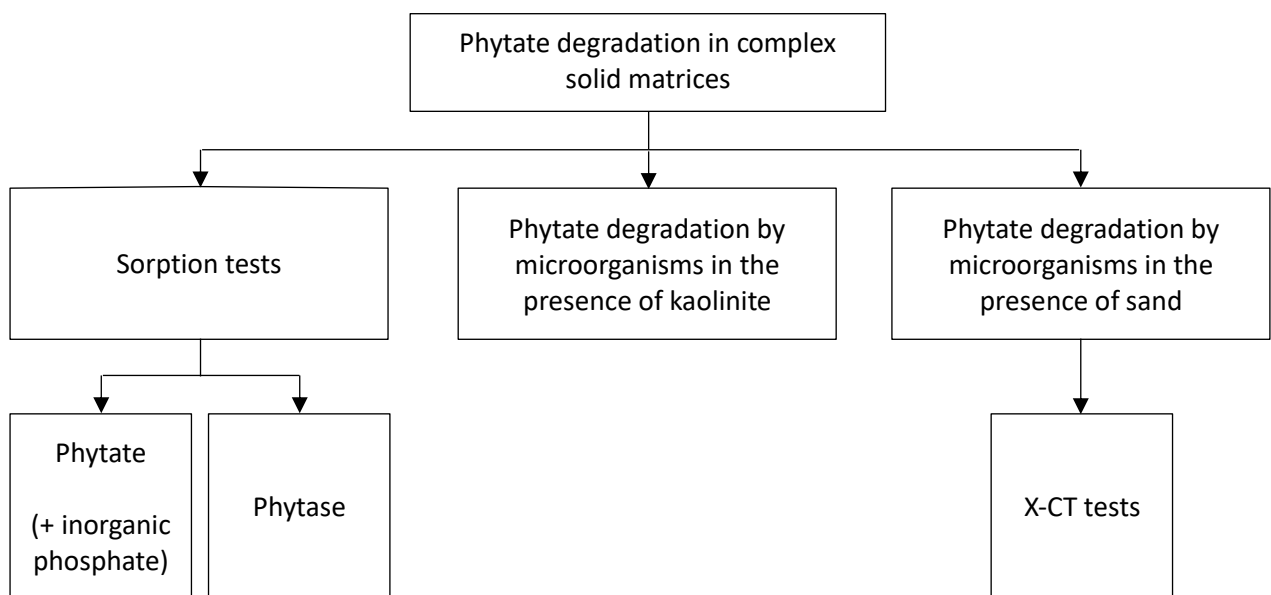 Phytate degradation in complex
solid matrices
Sorption tests
Phytate degradation by
microorganisms in the
presence of kaolinite
Phytate degradation by
microorganisms in the
presence of sand
Phytate
(+ inorganic
phosphate)
Phytase
X-CT tests